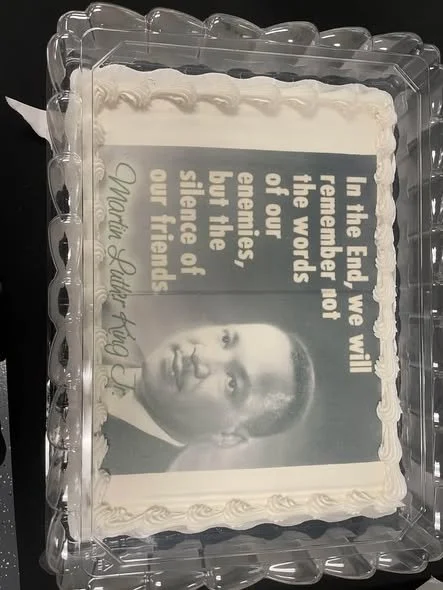 In the End, we will
remember not
the words
of our
enemies,
but the
silence of
our friends
Martin Luther King Jr.